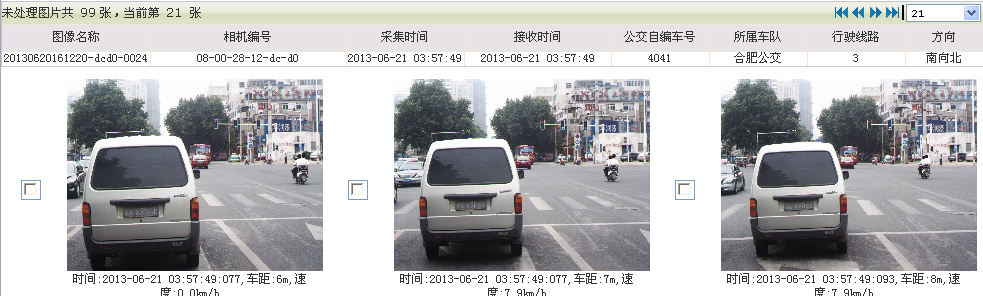 未处理图片共 99 张，当前第 21 张
21
图像名称 相机编号 采集时间 接收时间 公交自编车号 所属车队 行驶线路 方向
20130620161220-dcd0-0024 08-00-28-12-dc-d0 2013-06-21 03:57:49 2013-06-21 03:57:49 4041 合肥公交 3 南向北
时间:2013-06-21 03:57:49:077,车距:6m,速
度:0.0km/h
时间:2013-06-21 03:57:49:077,车距:7m,速
度:7.9km/h
时间:2013-06-21 03:57:49:093,车距:8m,速
度:7.9km/h